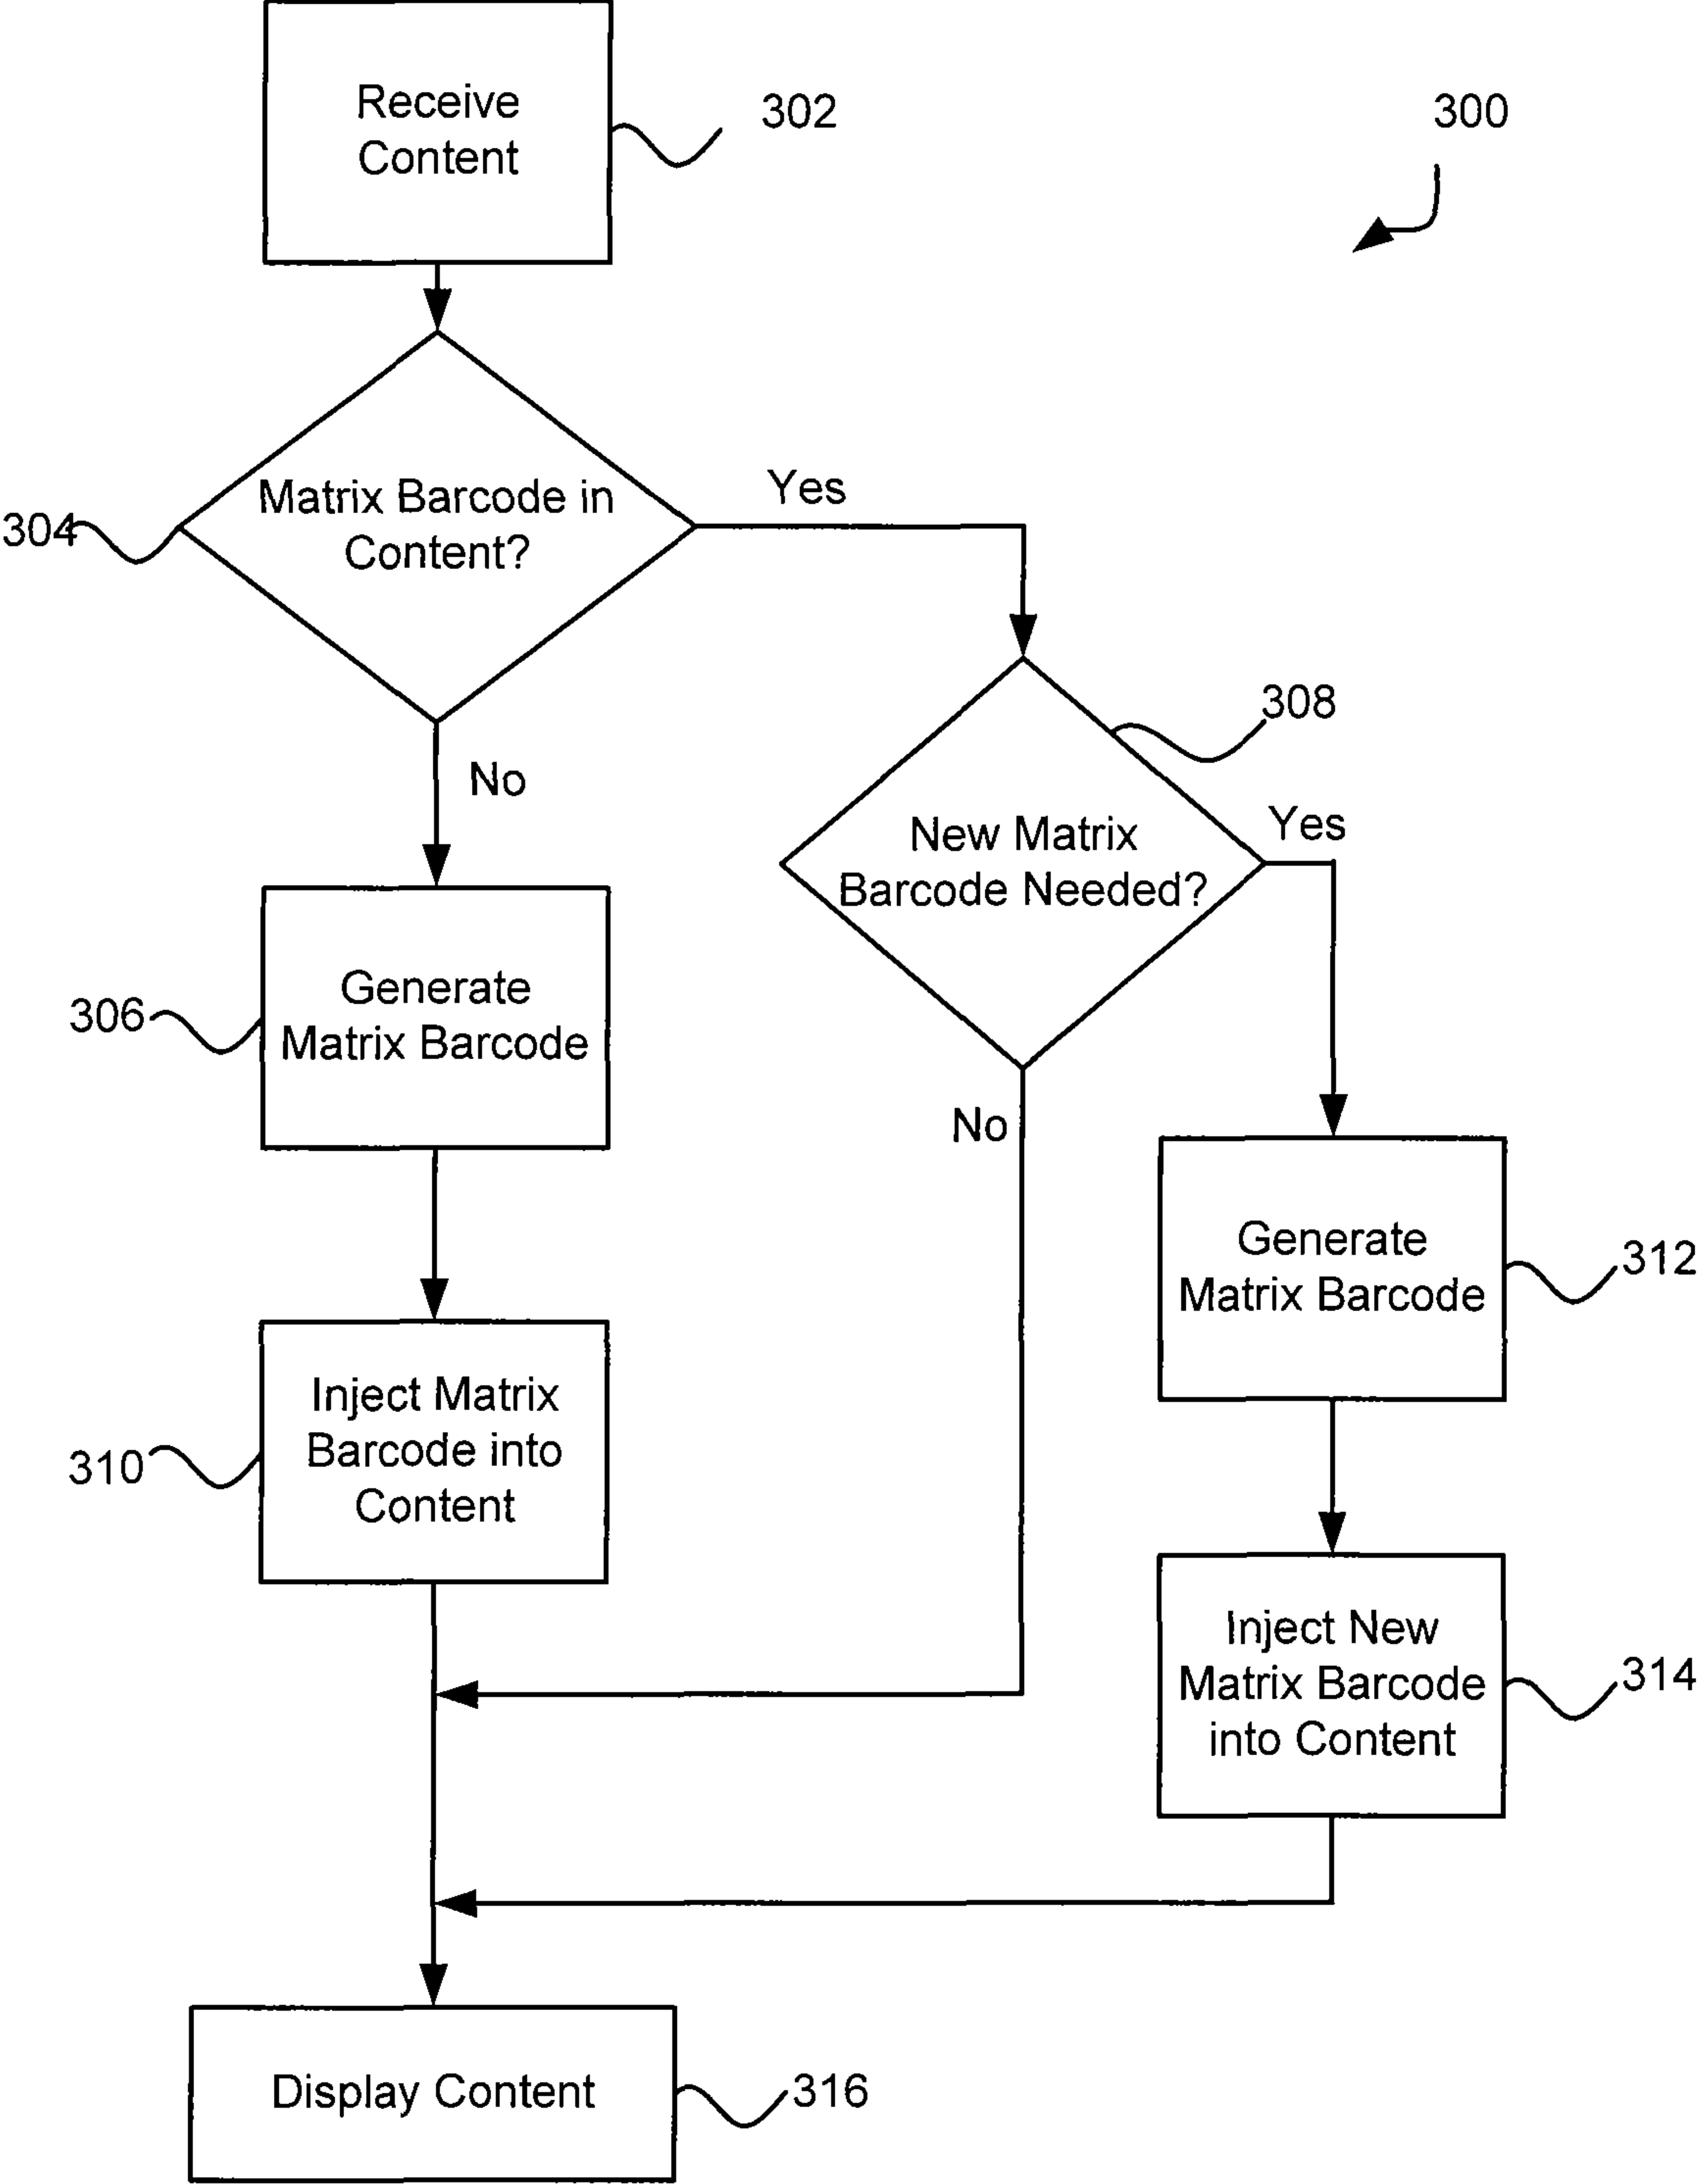 Receive
Content
302
300
304
Matrix Barcode in
Content?
Yes
No
308
New Matrix
Barcode Needed?
Yes
No
306
Generate
Matrix Barcode
312
Generate
Matrix Barcode
310
Inject Matrix
Barcode into
Content
314
Inject New
Matrix Barcode
into Content
Display Content
316